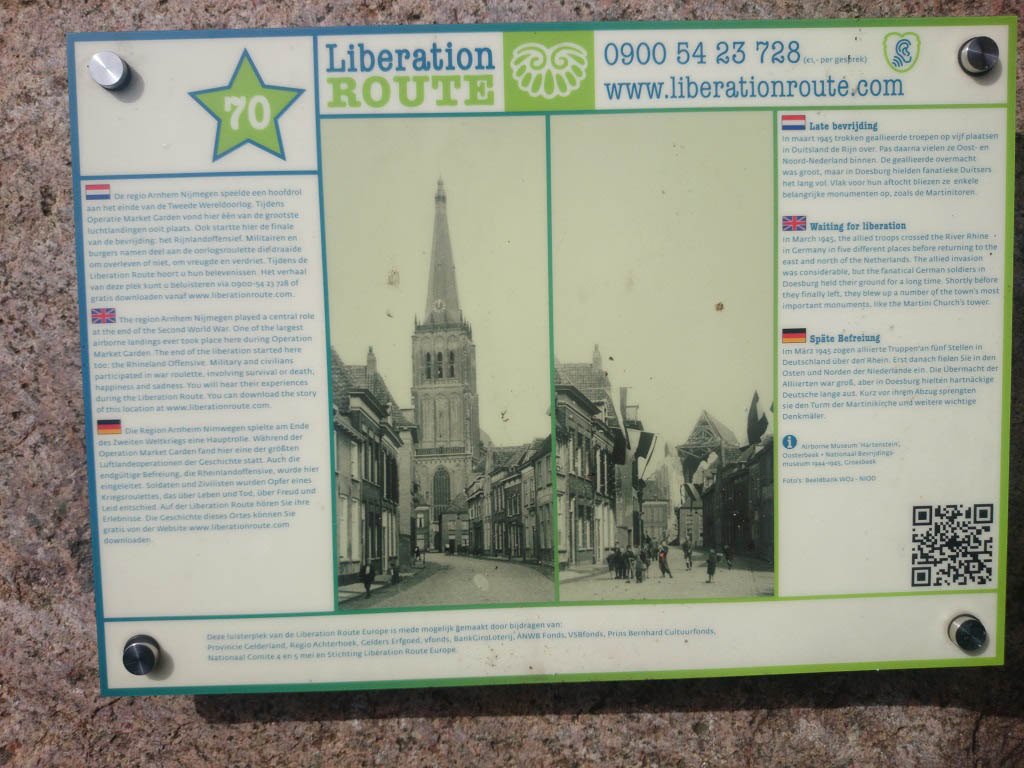 70
Liberation
ROUTE
0900 54 23 728 (€1,- per gesprek)
www.liberationroute.com
De regio Arnhem Nijmegen speelde een hoofdrol
aan het einde van de Tweede Wereldoorlog. Tijdens
Operatie Market Garden vond hier één van de grootste
luchtlandingen ooit plaats. Ook startte hier de finale
van de bevrijding: het Rijnlandoffensief. Militairen en
burgers namen deel aan de oorlogsroulette die draaide
om overleven of niet, om vreugde en verdriet. Tijdens de
Liberation Route hoort u hun belevenissen. Het verhaal
van deze plek kunt u beluisteren via 0900-54 23 728 of
gratis downloaden vanaf www.liberationroute.com.
The region Arnhem Nijmegen played a central role
at the end of the Second World War. One of the largest
airborne landings ever took place here during Operation
Market Garden. The end of the liberation started here
too: the Rhineland Offensive. Military and civilians
participated in war roulette, involving survival or death,
happiness and sadness. You will hear their experiences
during the Liberation Route. You can download the story
of this location at www.liberationroute.com.
Die Region Arnheim Nimwegen spielte am Ende
des Zweiten Weltkriegs eine Hauptrolle. Während der
Operation Market Garden fand hier eine der größten
Luftlandeoperationen der Geschichte statt. Auch die
endgültige Befreiung, die Rheinlandoffensive, wurde hier
eingeleitet. Soldaten und Zivilisten wurden Opfer eines
Kriegsroulettes, das über Leben und Tod, über Freud und
Leid entschied. Auf der Liberation Route hören Sie ihre
Erlebnisse. Die Geschichte dieses Ortes können Sie
gratis von der Website www.liberationroute.com
downloaden.
Late bevrijding
In maart 1945 trokken geallieerde troepen op vijf plaatsen
in Duitsland de Rijn over. Pas daarna vielen ze Oost- en
Noord-Nederland binnen. De geallieerde overmacht
was groot, maar in Doesburg hielden fanatieke Duitsers
het lang vol. Vlak voor hun aftocht bliezen ze enkele
belangrijke monumenten op, zoals de Martinitoren.
Waiting for liberation
In March 1945, the allied troops crossed the River Rhine
in Germany in five different places before returning to the
east and north of the Netherlands. The allied invasion
was considerable, but the fanatical German soldiers in
Doesburg held their ground for a long time. Shortly before
they finally left, they blew up a number of the town's most
important monuments, like the Martini Church's tower.
Späte Befreiung
Im März 1945 zogen alliierte Truppen an fünf Stellen in
Deutschland über den Rhein. Erst danach fielen Sie in den
Osten und Norden der Niederlande ein. Die Übermacht der
Alliierten war groß, aber in Doesburg hielten hartnäckige
Deutsche lange aus. Kurz vor ihrem Abzug sprengten
sie den Turm der Martinikirche und weitere wichtige
Denkmäler.
i Airborne Museum 'Hartenstein',
Oosterbeek • Nationaal Bevrijdings-
museum 1944-1945, Groesbeek
Foto's: Beeldbank WO2 - NIOD
Deze luisterplek van de Liberation Route Europe is mede mogelijk gemaakt door bijdragen van:
Provincie Gelderland, Regio Achterhoek, Gelders Erfgoed, vfonds, BankGiroLoterij, ANWB Fonds, VSBfonds, Prins Bernhard Cultuurfonds,
Nationaal Comité 4 en 5 mei en Stichting Liberation Route Europe.